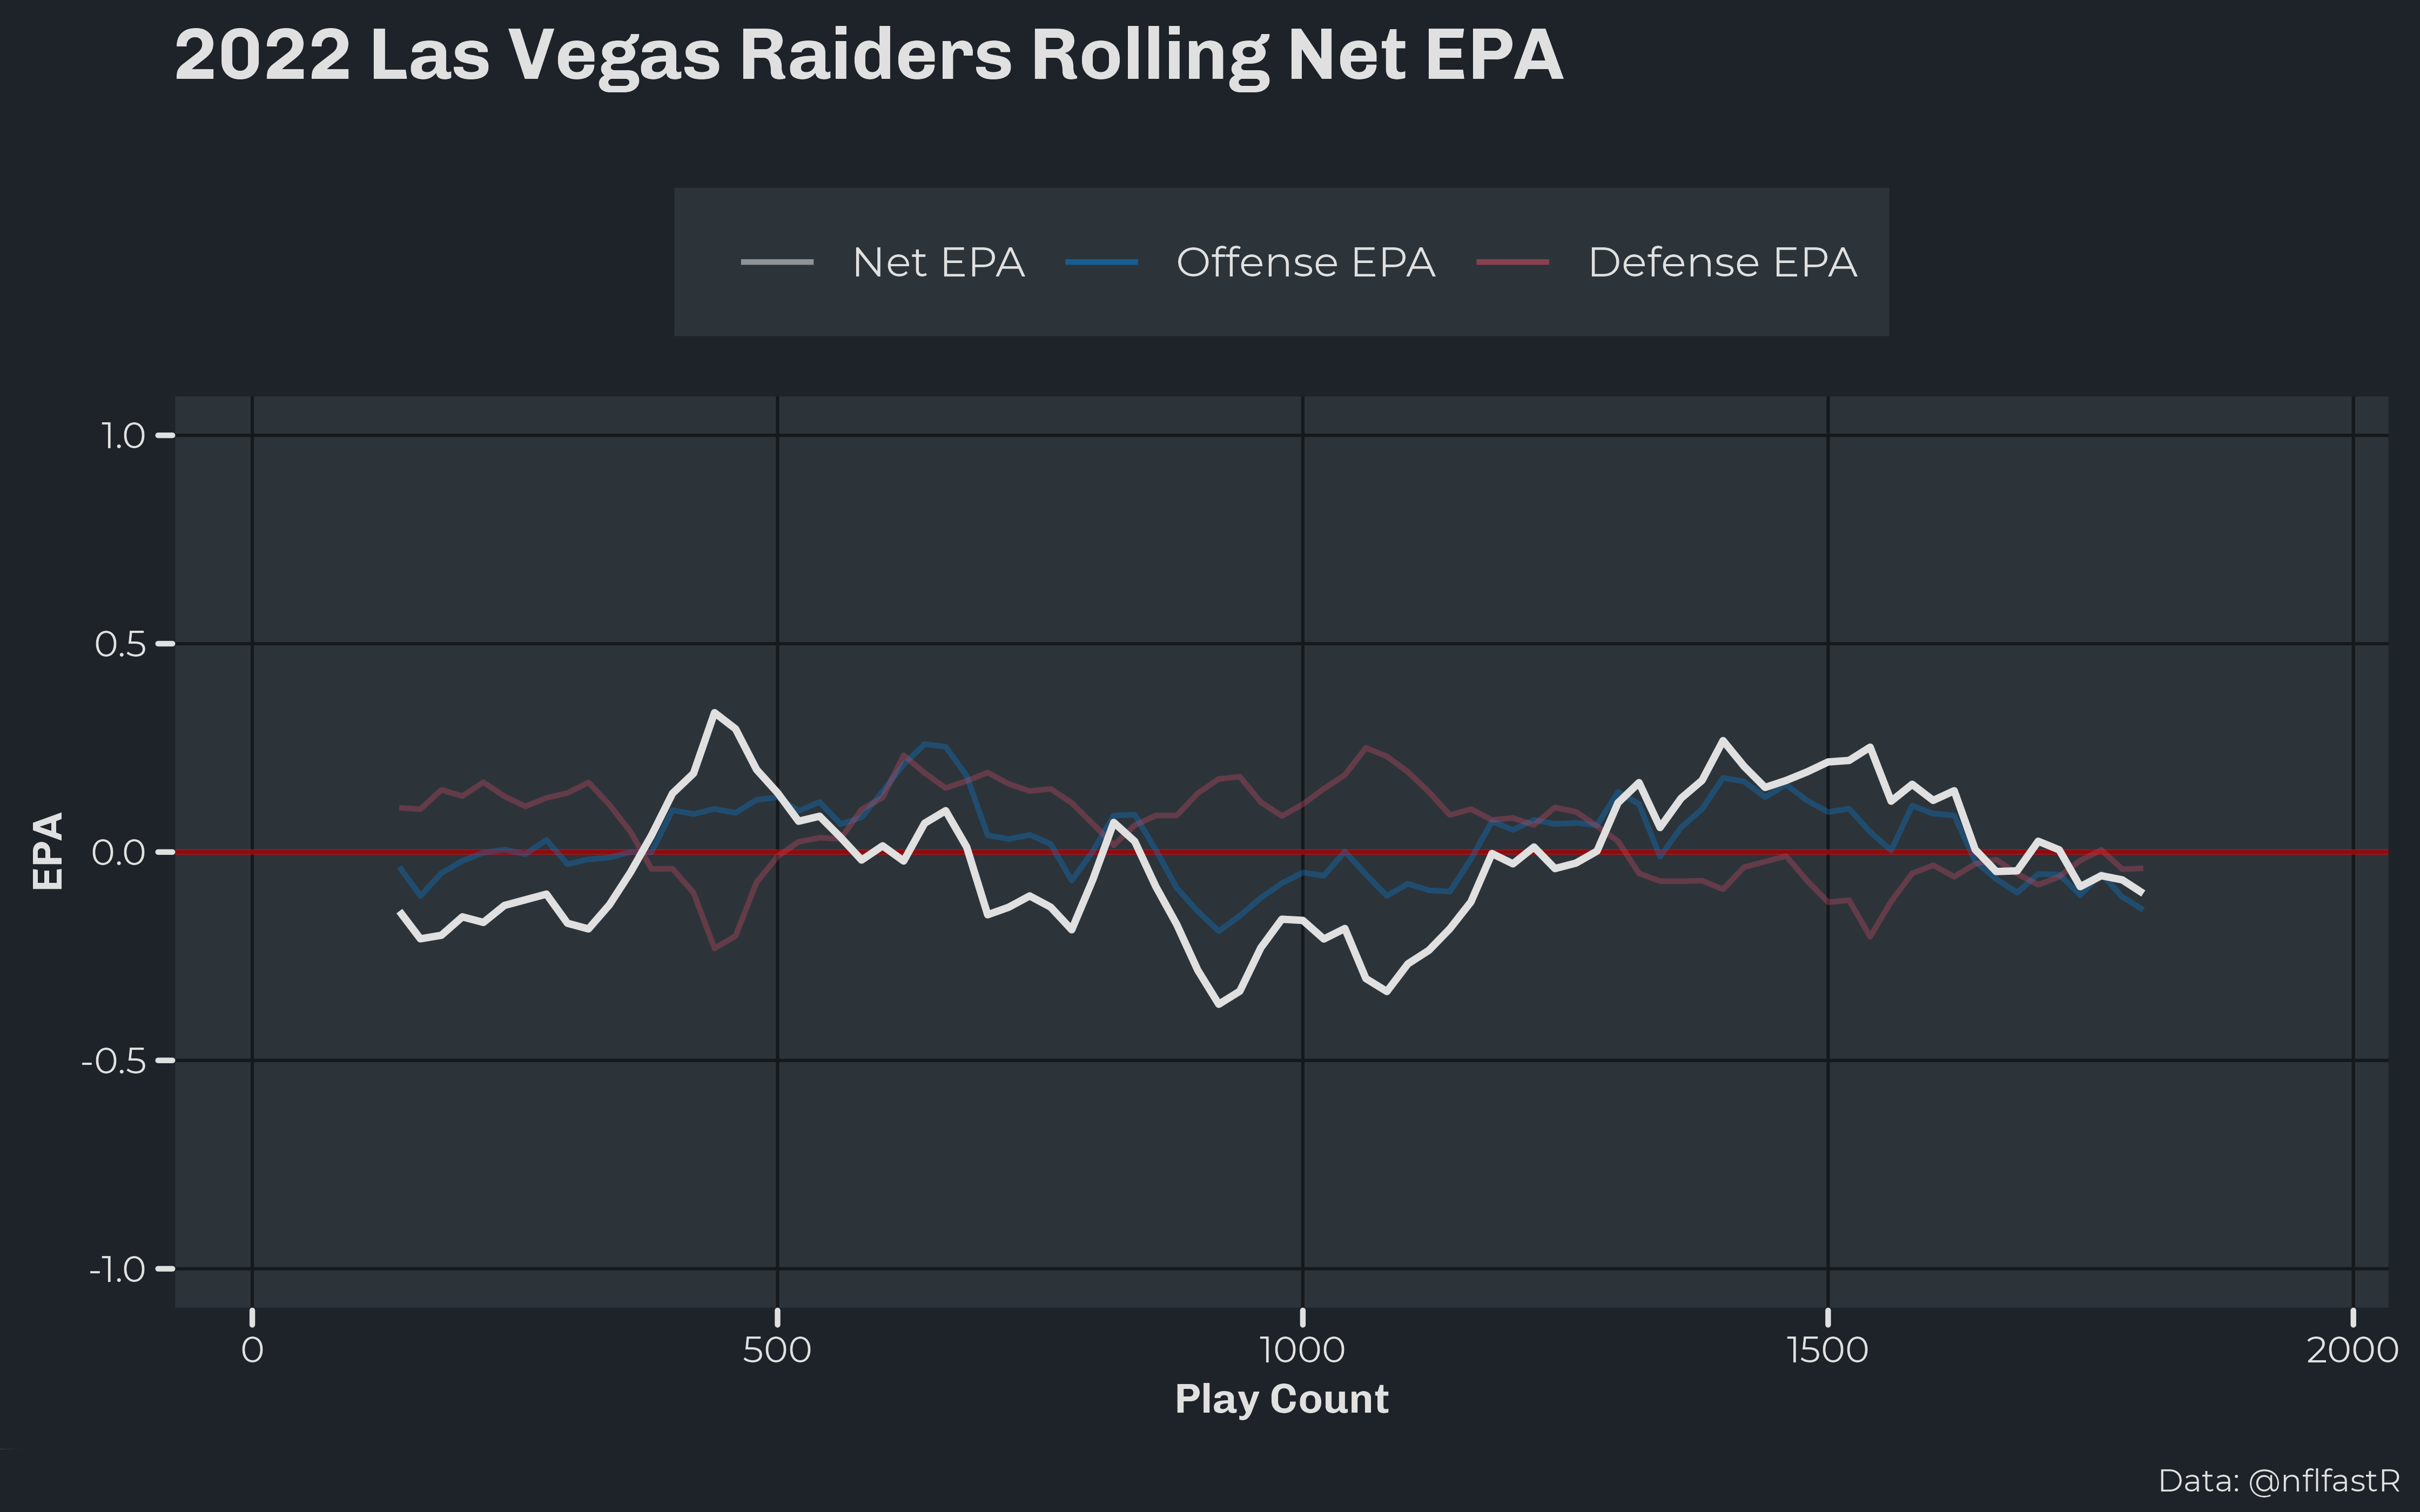 2022 Las Vegas Raiders Rolling Net EPA
Net EPA Offense EPA Defense EPA
1.0
0.5
0.0
-0.5
-1.0
EPA
0 500 1000 1500 2000
Play Count
Data: @nflfastR